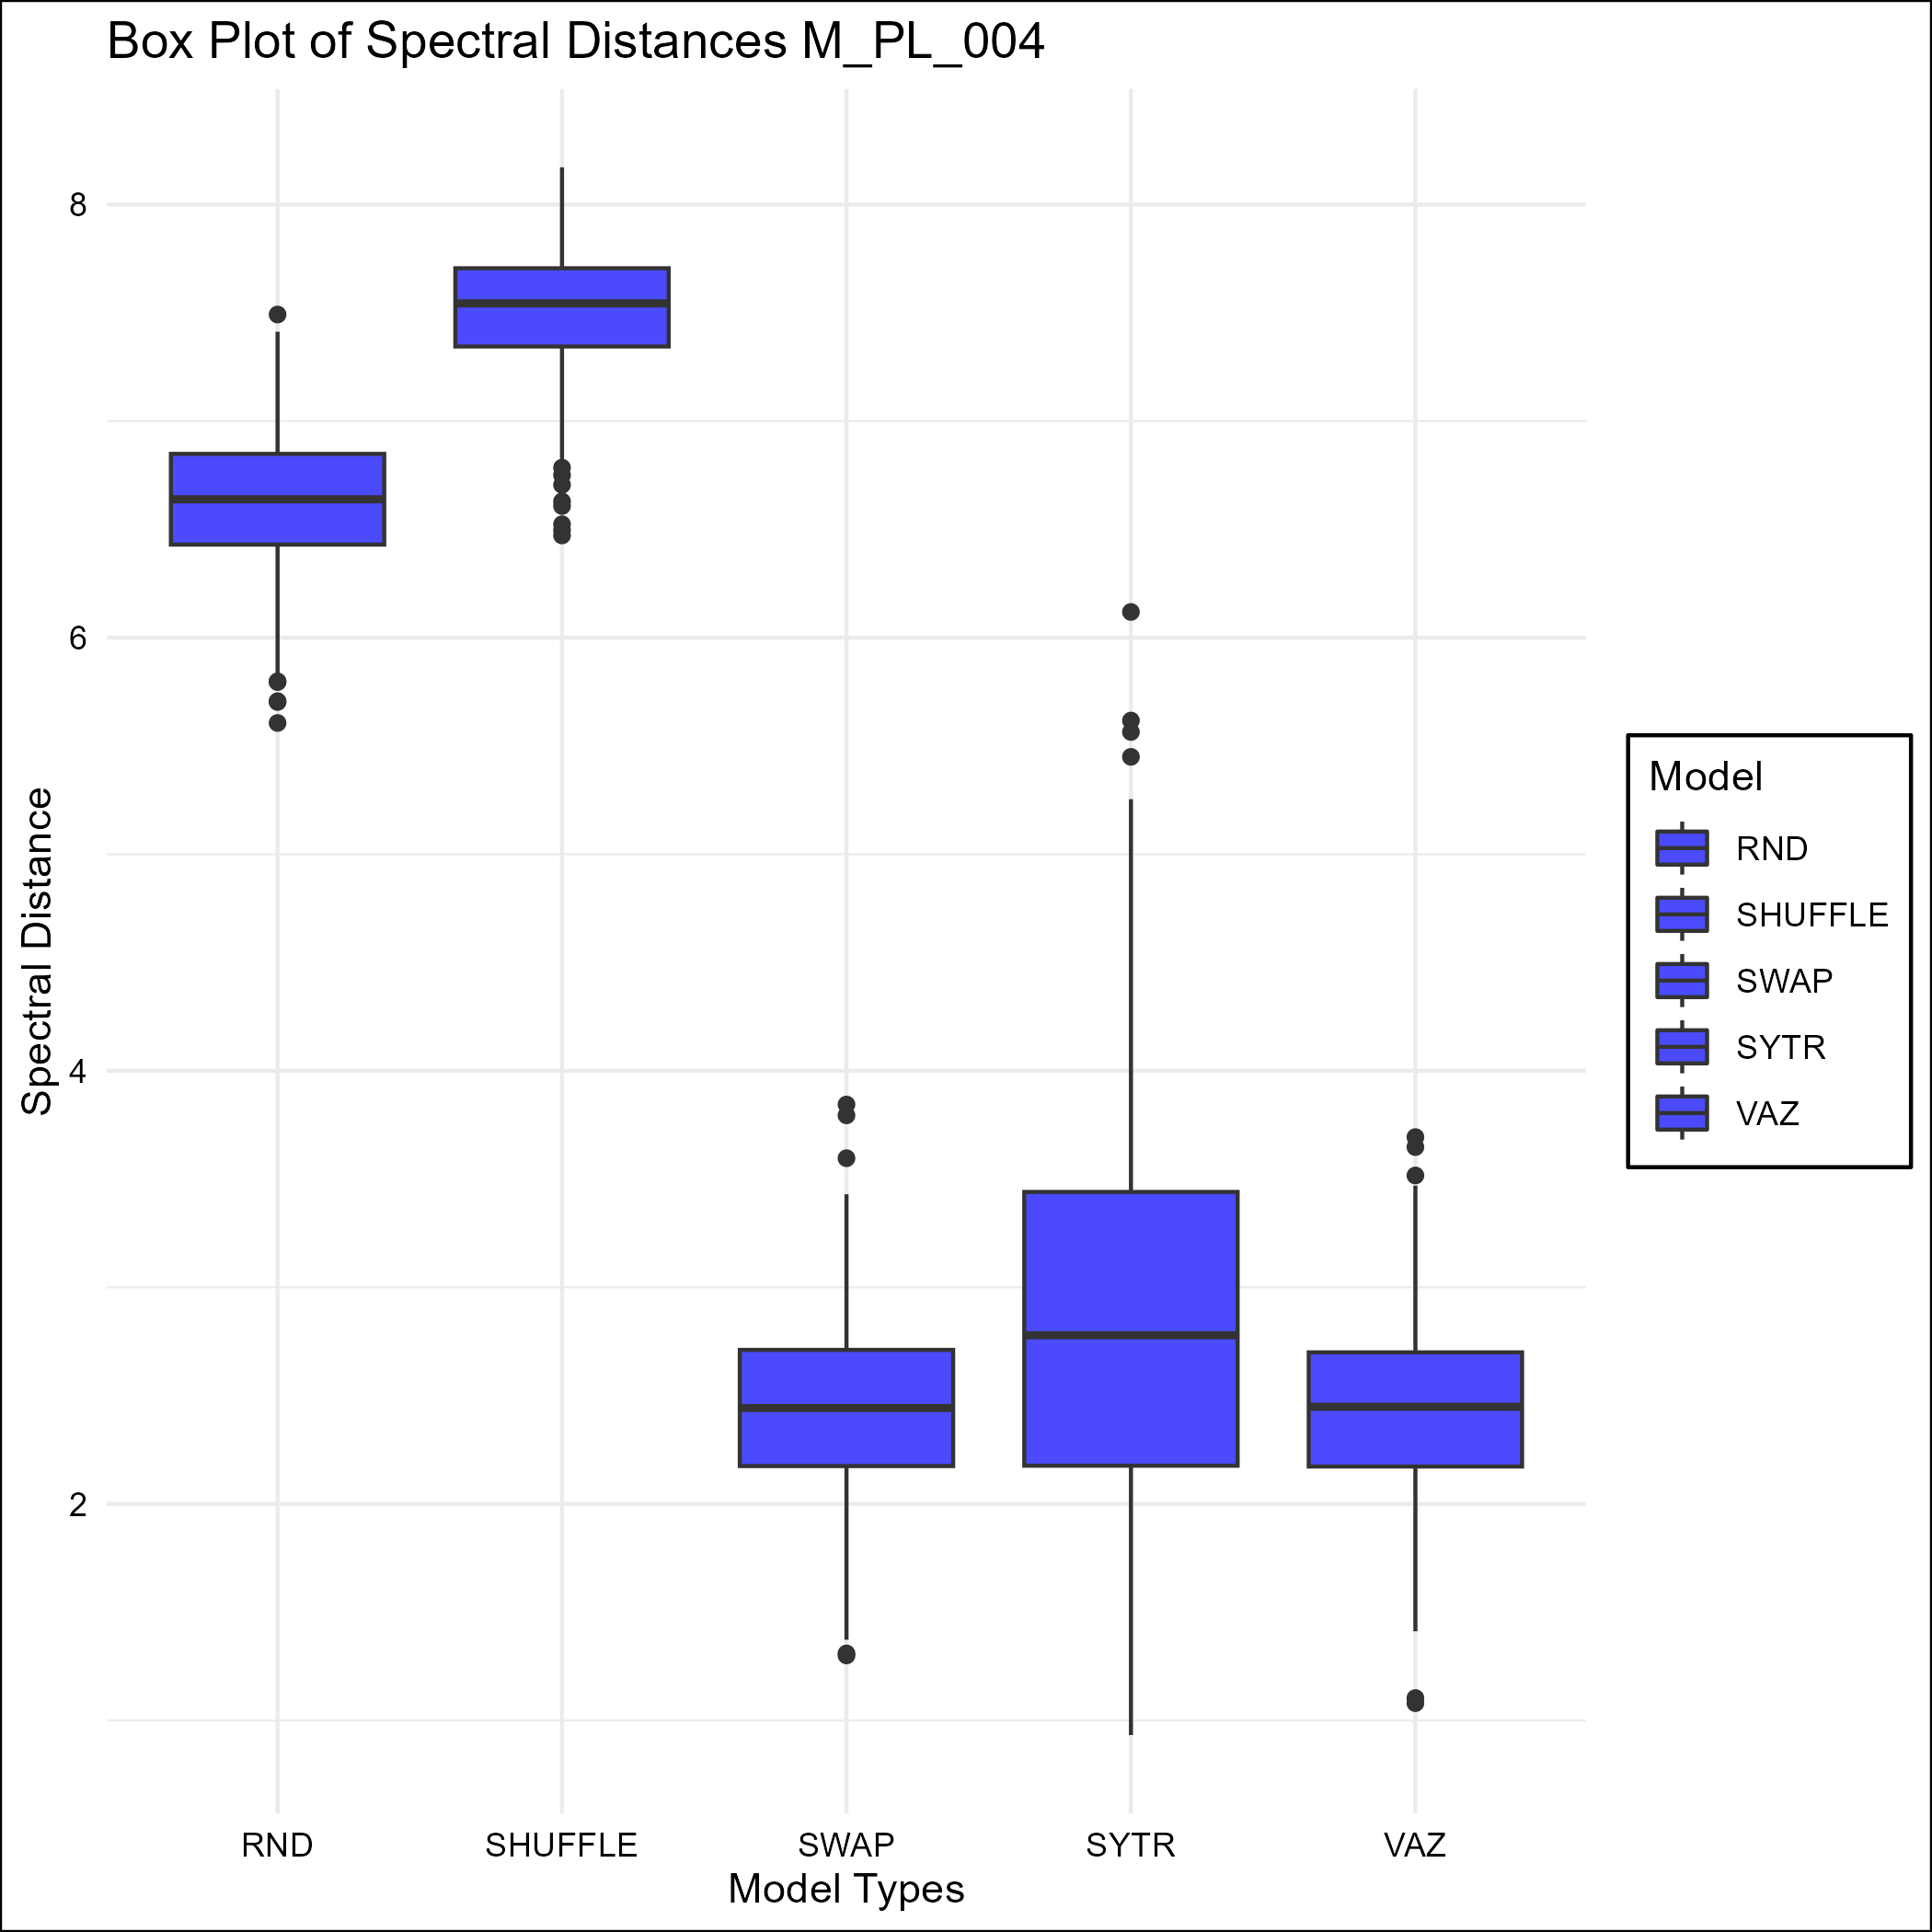 Box Plot of Spectral Distances M_PL_004
8
6
4
2
Spectral Distance
RND
SHUFFLE
SWAP
SYTR
VAZ
Model Types
Model
RND
SHUFFLE
SWAP
SYTR
VAZ